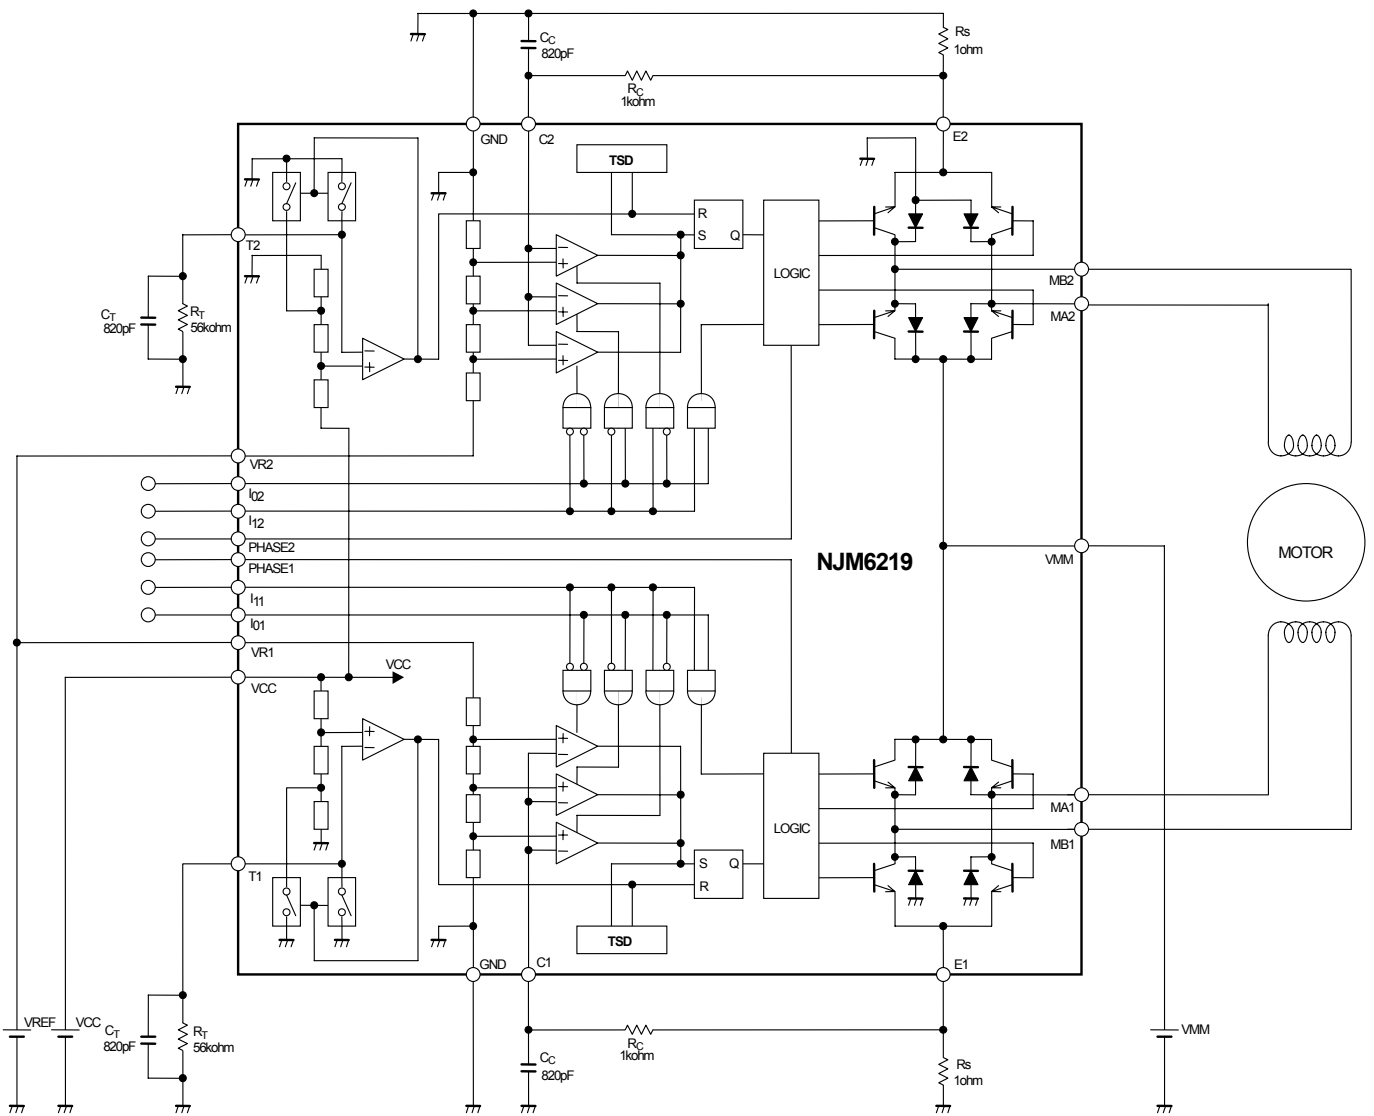 Rs
1ohm
CC
820pF
RC
1kohm
GND
C2
E2
TSD
R
S
Q
T2
LOGIC
MB2
MA2
CT
820pF
RT
56kohm
−
+
−
+
−
+
−
+
VR2
I02
I12
PHASE2
PHASE1
I11
I01
VR1
VCC
VCC
NJM6219
VMM
MOTOR
+
−
+
−
+
−
+
−
LOGIC
MA1
MB1
T1
S
Q
R
TSD
GND
C1
E1
VREF
VCC
CT
820pF
RT
56kohm
RC
1kohm
CC
820pF
Rs
1ohm
VMM